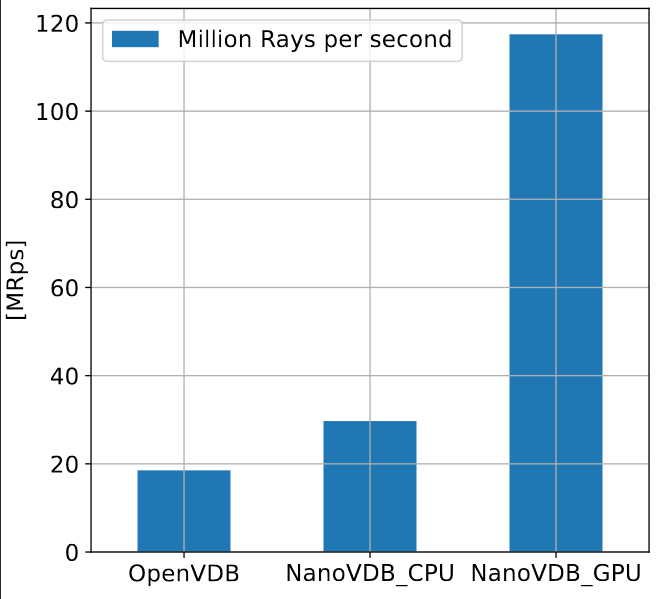 Million Rays per second
120
100
80
60
40
20
0
[MRps]
OpenVDB NanoVDB_CPU NanoVDB_GPU